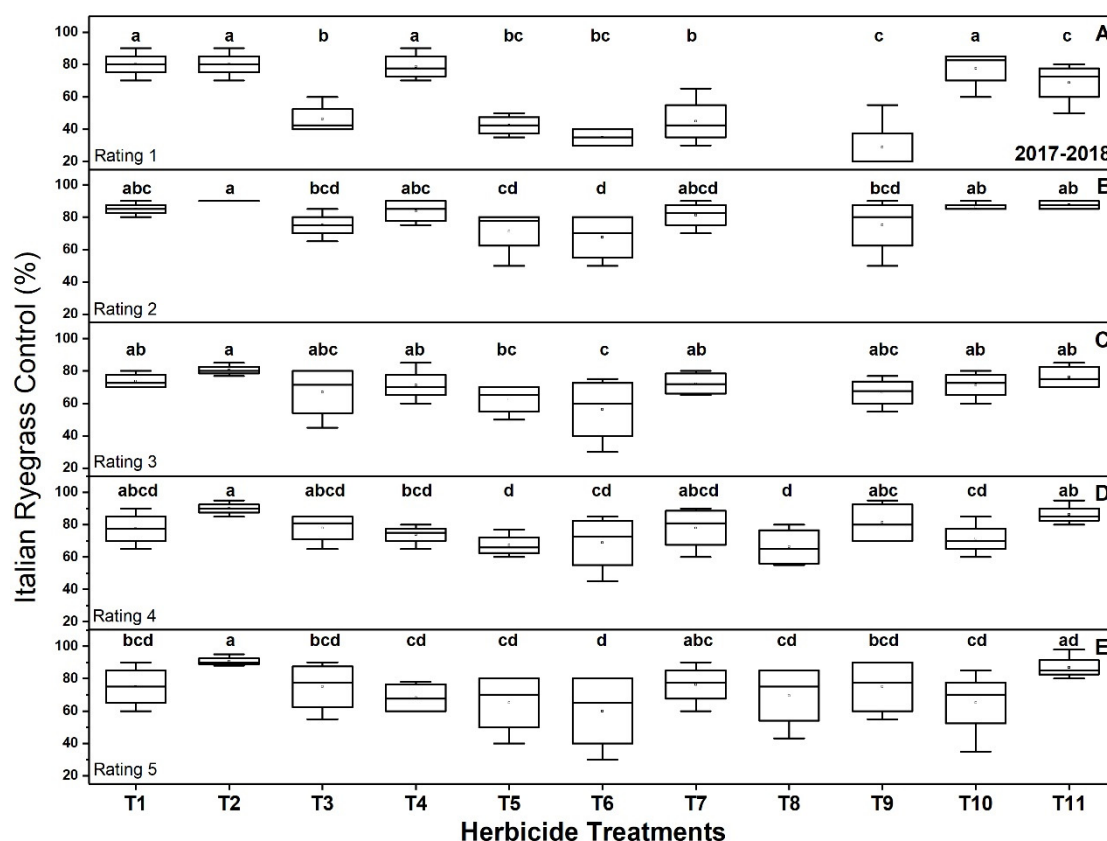 a a b a bc bc b c a c A
100
80
60
40
20
Rating 1 2017-2018
abc a bcd abc cd d abcd bcd ab ab B
100
80
60
40
20
Rating 2
ab a abc ab bc c ab abc ab ab C
100
80
60
40
20
Rating 3
abcd a abcd bcd d cd abcd d abc cd ab D
100
80
60
40
20
Rating 4
bcd a bcd cd cd d abc cd bcd cd ad E
100
80
60
40
20
Rating 5
Italian Ryegrass Control (%)
T1 T2 T3 T4 T5 T6 T7 T8 T9 T10 T11
Herbicide Treatments